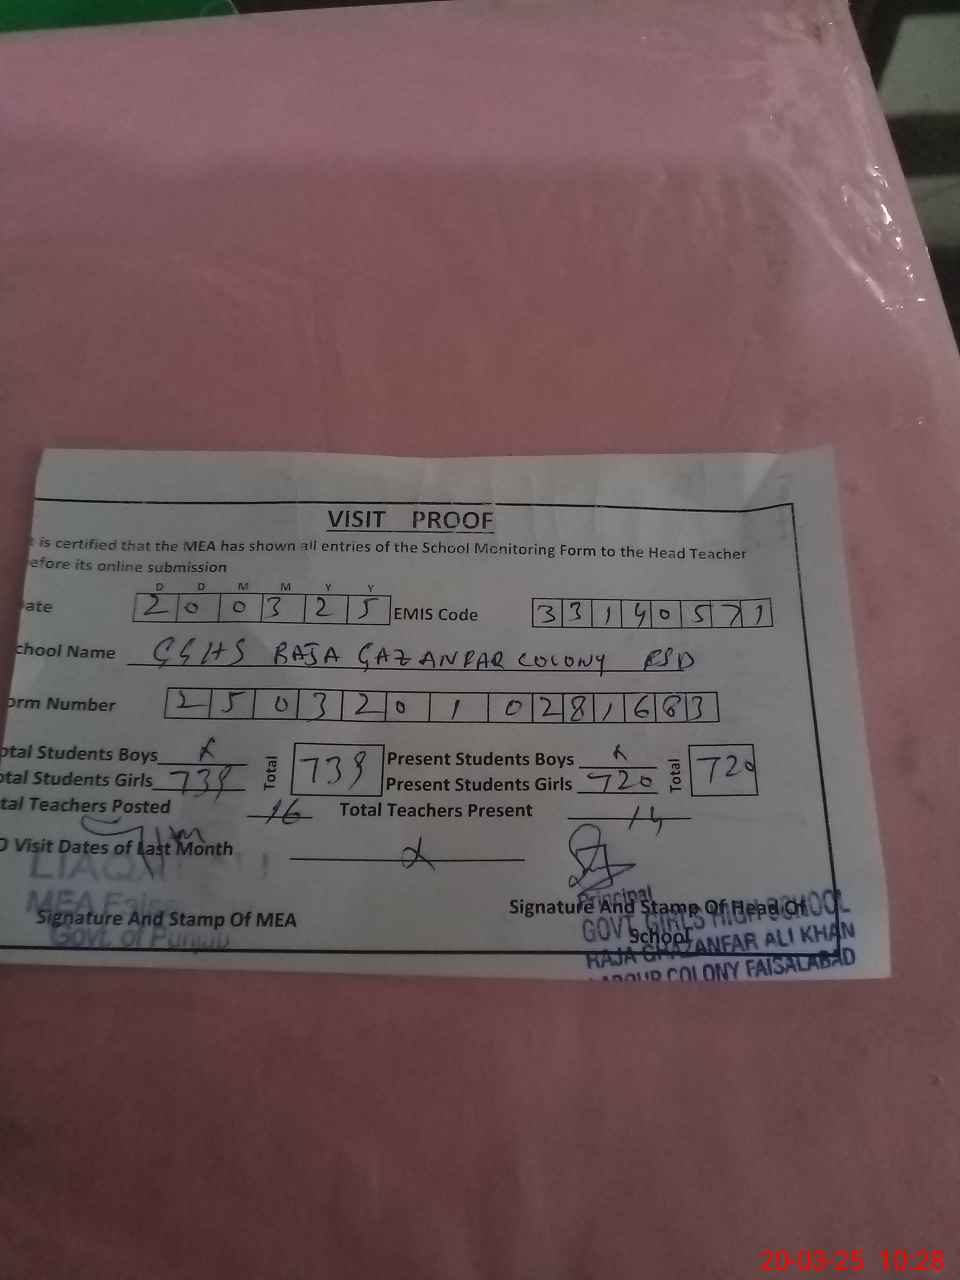 VISIT PROOF
t is certified that the MEA has shown all entries of the School Monitoring Form to the Head Teacher
efore its online submission
D D M M Y Y
ate 2 0 0 3 2 5 EMIS Code 3 3 1 4 0 5 7 1
chool Name GGHS RAJA GAZANFAR COLONY FSD
orm Number 2 5 0 3 2 0 1 0 2 8 1 6 8 3
otal Students Boys x Total 739 Present Students Boys x Total 720
otal Students Girls 739 Present Students Girls 720
tal Teachers Posted 16 Total Teachers Present 14
O Visit Dates of Last Month
LIAQ
MEA Fais
Govt. of Punjab
Signature And Stamp Of MEA
Signature And Stamp Of Head Of
School
Principal
GOVT GIRLS HIGH SCHOOL
RAJA GHAZANFAR ALI KHAN
LABOUR COLONY FAISALABAD
20-03-25 10:28